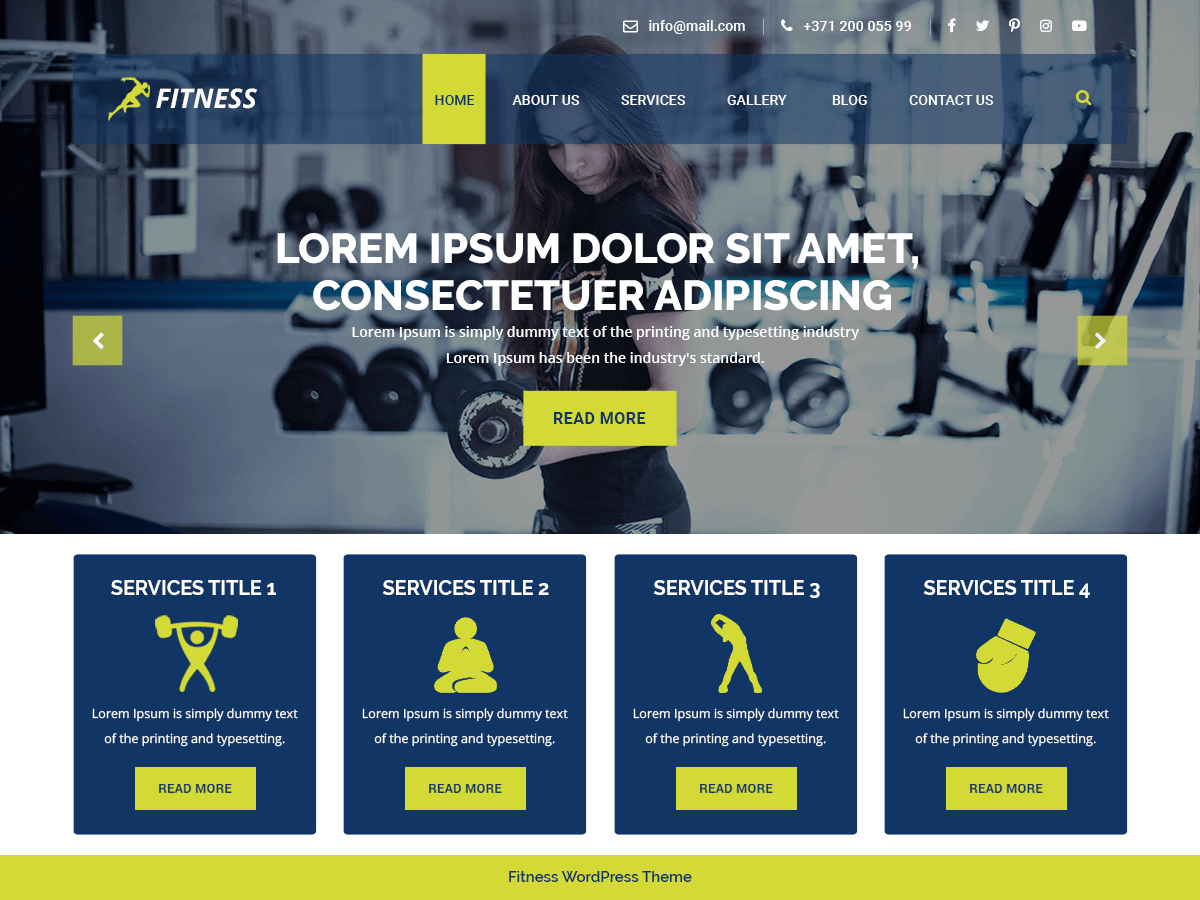 info@mail.com
+371 200 055 99
FITNESS
HOME
ABOUT US
SERVICES
GALLERY
BLOG
CONTACT US
LOREM IPSUM DOLOR SIT AMET,
CONSECTETUER ADIPISCING
Lorem Ipsum is simply dummy text of the printing and typesetting industry
Lorem Ipsum has been the industry's standard.
READ MORE
SERVICES TITLE 1
Lorem Ipsum is simply dummy text
of the printing and typesetting.
READ MORE
SERVICES TITLE 2
Lorem Ipsum is simply dummy text
of the printing and typesetting.
READ MORE
SERVICES TITLE 3
Lorem Ipsum is simply dummy text
of the printing and typesetting.
READ MORE
SERVICES TITLE 4
Lorem Ipsum is simply dummy text
of the printing and typesetting.
READ MORE
Fitness WordPress Theme